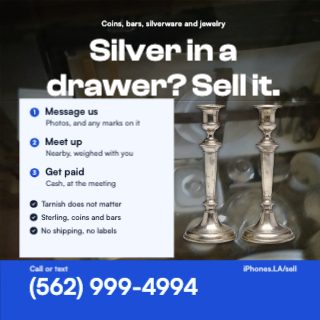 Coins, bars, silverware and jewelry
Silver in a
drawer? Sell it.
1 Message us
Photos, and any marks on it
2 Meet up
Nearby, weighed with you
3 Get paid
Cash, at the meeting
Tarnish does not matter
Sterling, coins and bars
No shipping, no labels
Call or text
iPhones.LA/sell
(562) 999-4994